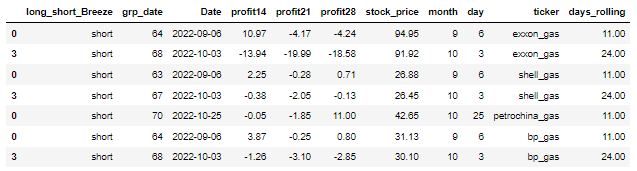 long_short_Breeze grp_date Date profit14 profit21 profit28 stock_price month day ticker days_rolling
0 short 64 2022-09-06 10.97 -4.17 -4.24 94.95 9 6 exxon_gas 11.00
3 short 68 2022-10-03 -13.94 -19.99 -18.58 91.92 10 3 exxon_gas 24.00
0 short 63 2022-09-06 2.25 -0.28 0.71 26.88 9 6 shell_gas 11.00
3 short 67 2022-10-03 -0.38 -2.05 -0.13 26.45 10 3 shell_gas 24.00
0 short 70 2022-10-25 -0.05 -1.85 11.00 42.65 10 25 petrochina_gas 11.00
0 short 64 2022-09-06 3.87 -0.25 0.80 31.13 9 6 bp_gas 11.00
3 short 68 2022-10-03 -1.26 -3.10 -2.85 30.10 10 3 bp_gas 24.00